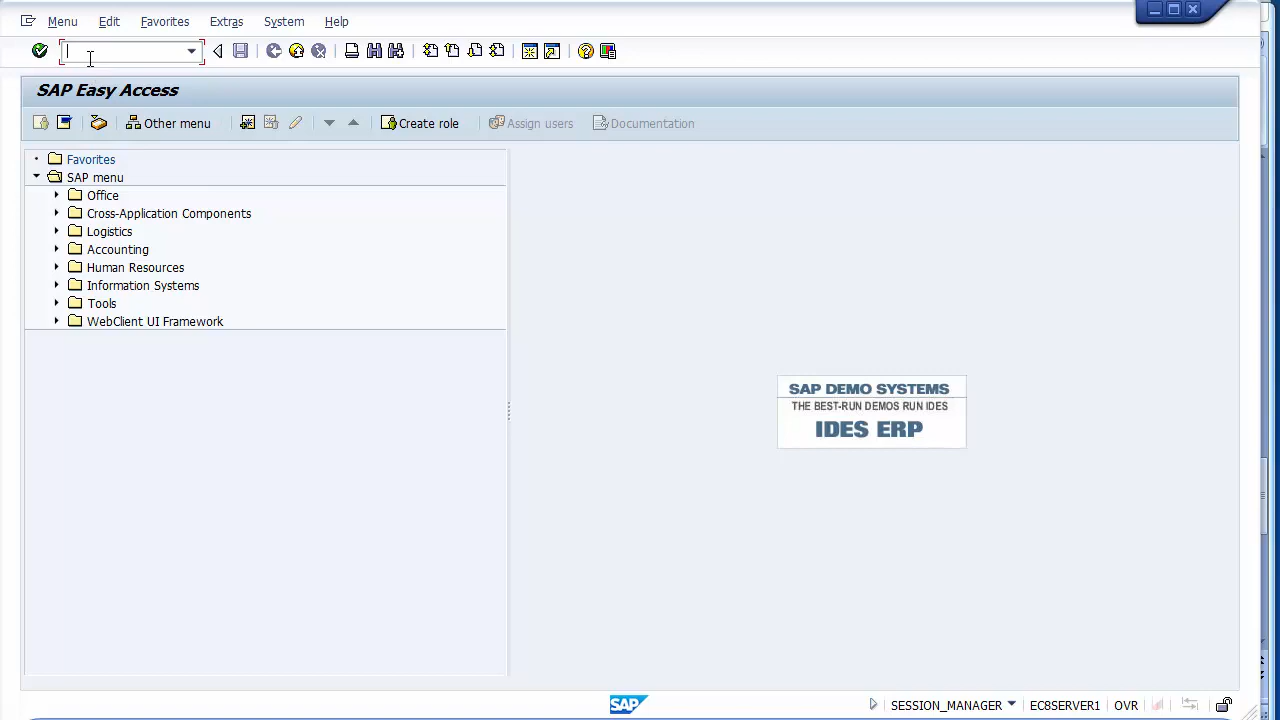 Menu Edit Favorites Extras System Help
SAP Easy Access
Other menu Create role Assign users Documentation
Favorites
SAP menu
Office
Cross-Application Components
Logistics
Accounting
Human Resources
Information Systems
Tools
WebClient UI Framework
SAP DEMO SYSTEMS
THE BEST-RUN DEMOS RUN IDES
IDES ERP
SAP SESSION_MANAGER EC8SERVER1 OVR